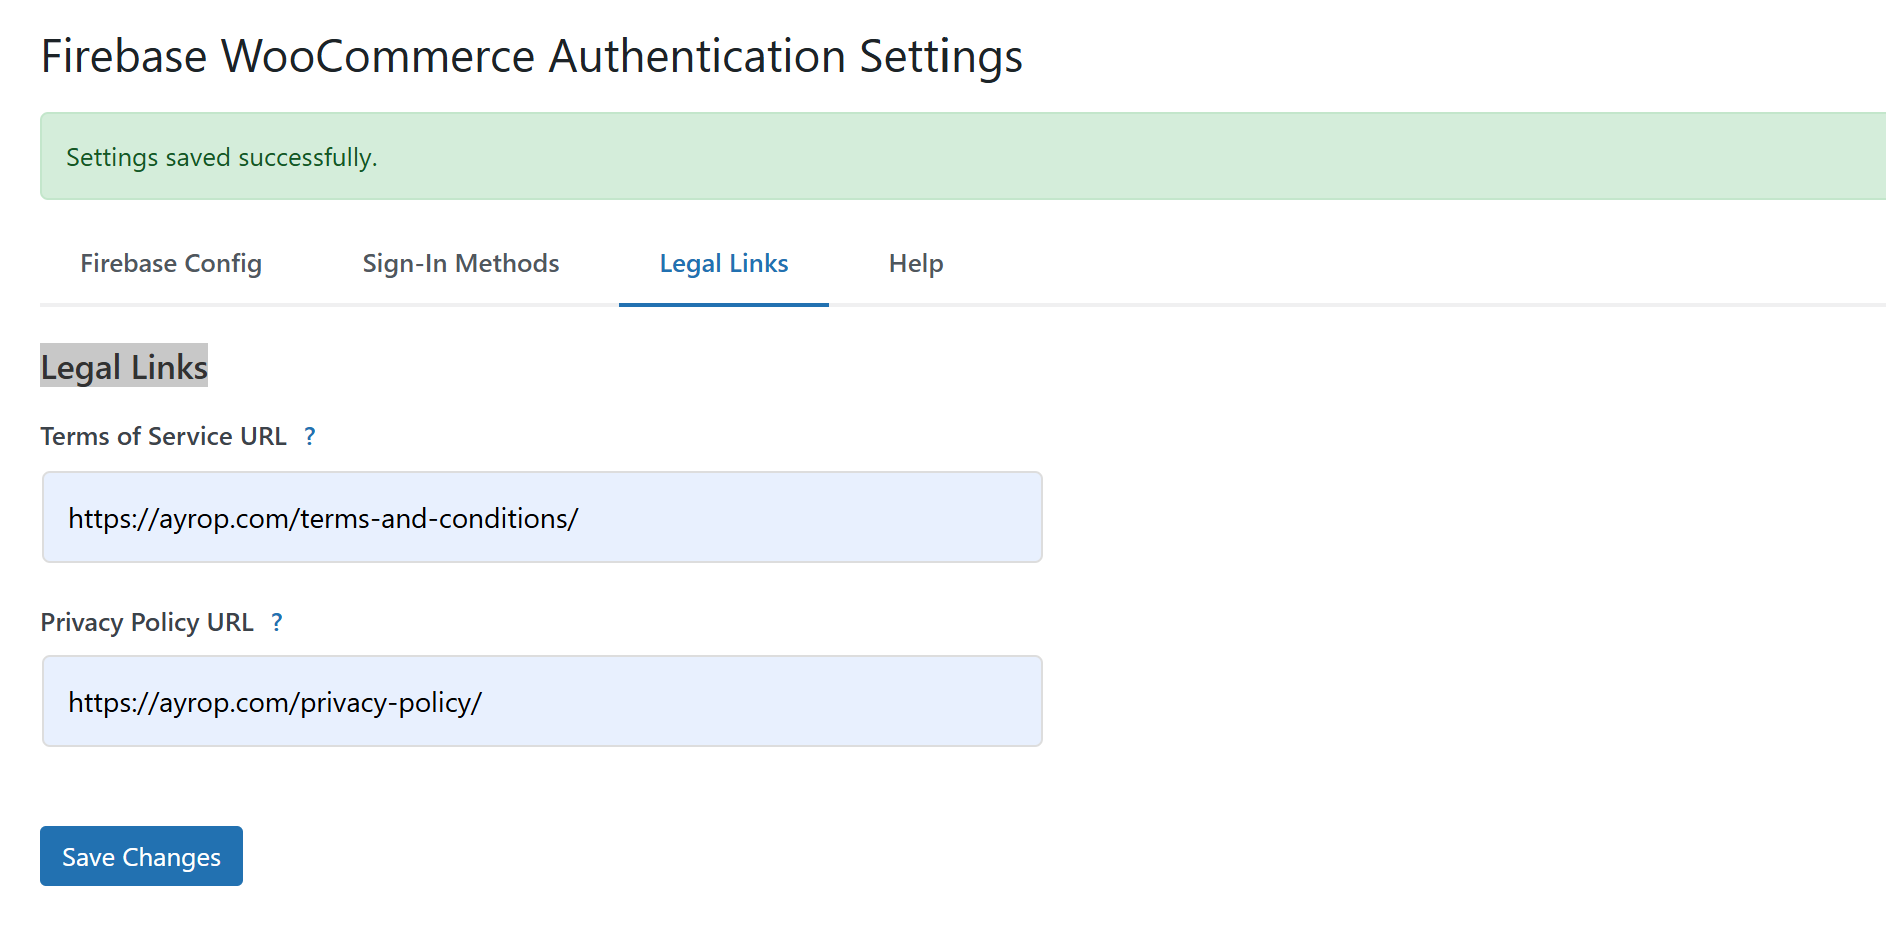 Firebase WooCommerce Authentication Settings
Settings saved successfully.
Firebase Config Sign-In Methods Legal Links Help
Legal Links
Terms of Service URL ?
https://ayrop.com/terms-and-conditions/
Privacy Policy URL ?
https://ayrop.com/privacy-policy/
Save Changes